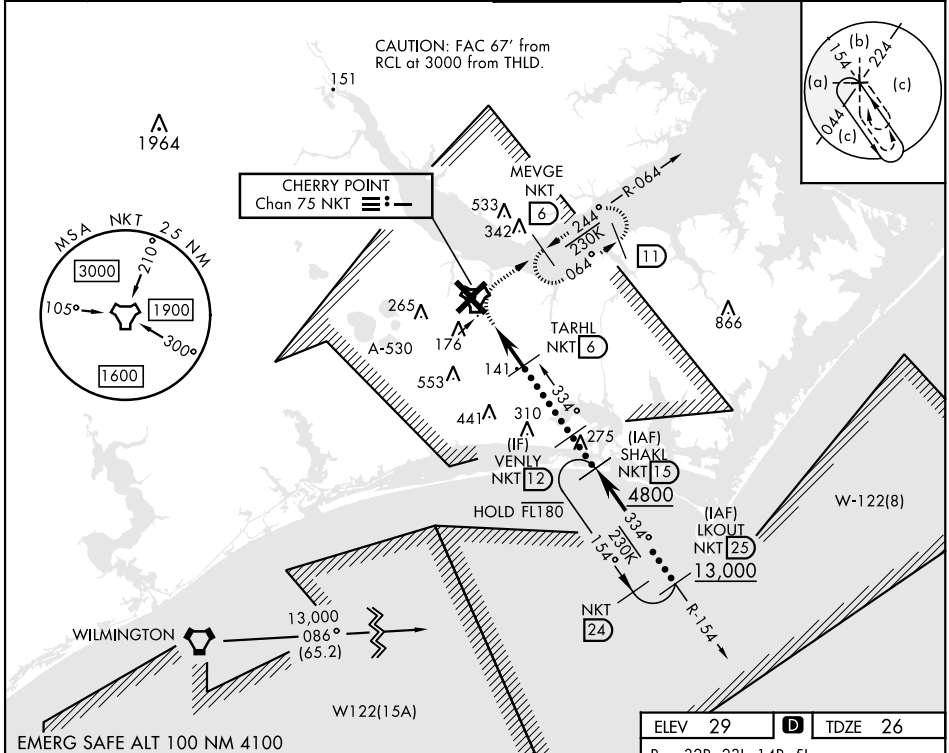 CAUTION: FAC 67' from
RCL at 3000 from THLD.
151
1964
154
(b)
224
(a)
(c)
044
(c)
CHERRY POINT
Chan 75 NKT
MEVGE
NKT 6
R-064
533
342
244°
230K
064°
11
MSA NKT 25 NM
210°
3000
105°
1900
300°
1600
265
176
A-530
553
141
TARHL
NKT 6
866
334°
441
310
275
(IF)
VENLY
NKT 12
(IAF)
SHAKL
NKT 15
4800
HOLD FL180
334°
230K
154°
W-122(8)
(IAF)
LKOUT
NKT 25
13,000
NKT
24
R-154
WILMINGTON
13,000
086°
(65.2)
W122(15A)
EMERG SAFE ALT 100 NM 4100
ELEV 29
D
TDZE 26